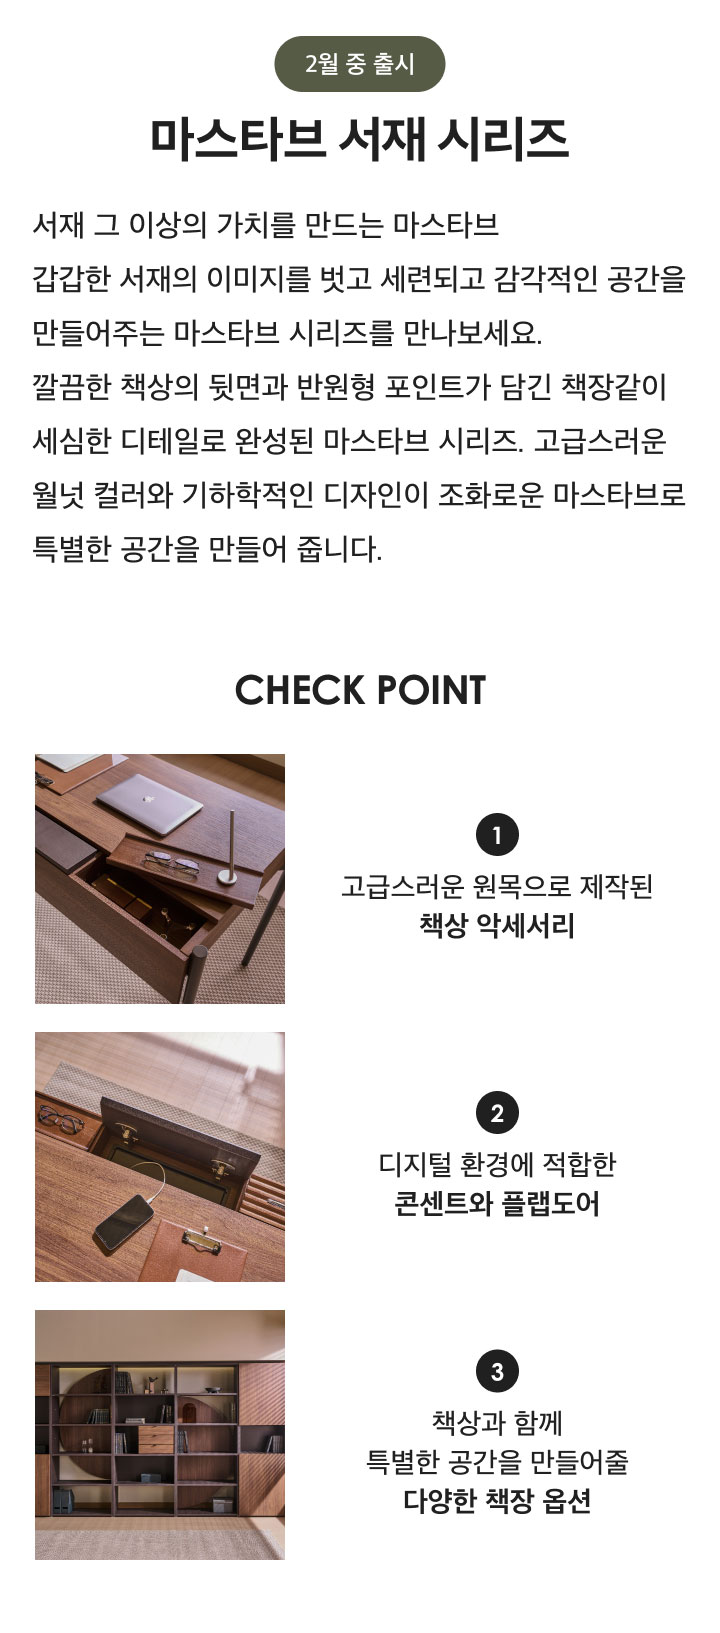 2월 중 출시
마스타브 서재 시리즈
서재 그 이상의 가치를 만드는 마스타브
갑갑한 서재의 이미지를 벗고 세련되고 감각적인 공간을
만들어주는 마스타브 시리즈를 만나보세요.
깔끔한 책상의 뒷면과 반원형 포인트가 담긴 책장같이
세심한 디테일로 완성된 마스타브 시리즈. 고급스러운
월넛 컬러와 기하학적인 디자인이 조화로운 마스타브로
특별한 공간을 만들어 줍니다.
CHECK POINT
1
고급스러운 원목으로 제작된
책상 악세서리
2
디지털 환경에 적합한
콘센트와 플랩도어
3
책상과 함께
특별한 공간을 만들어줄
다양한 책장 옵션